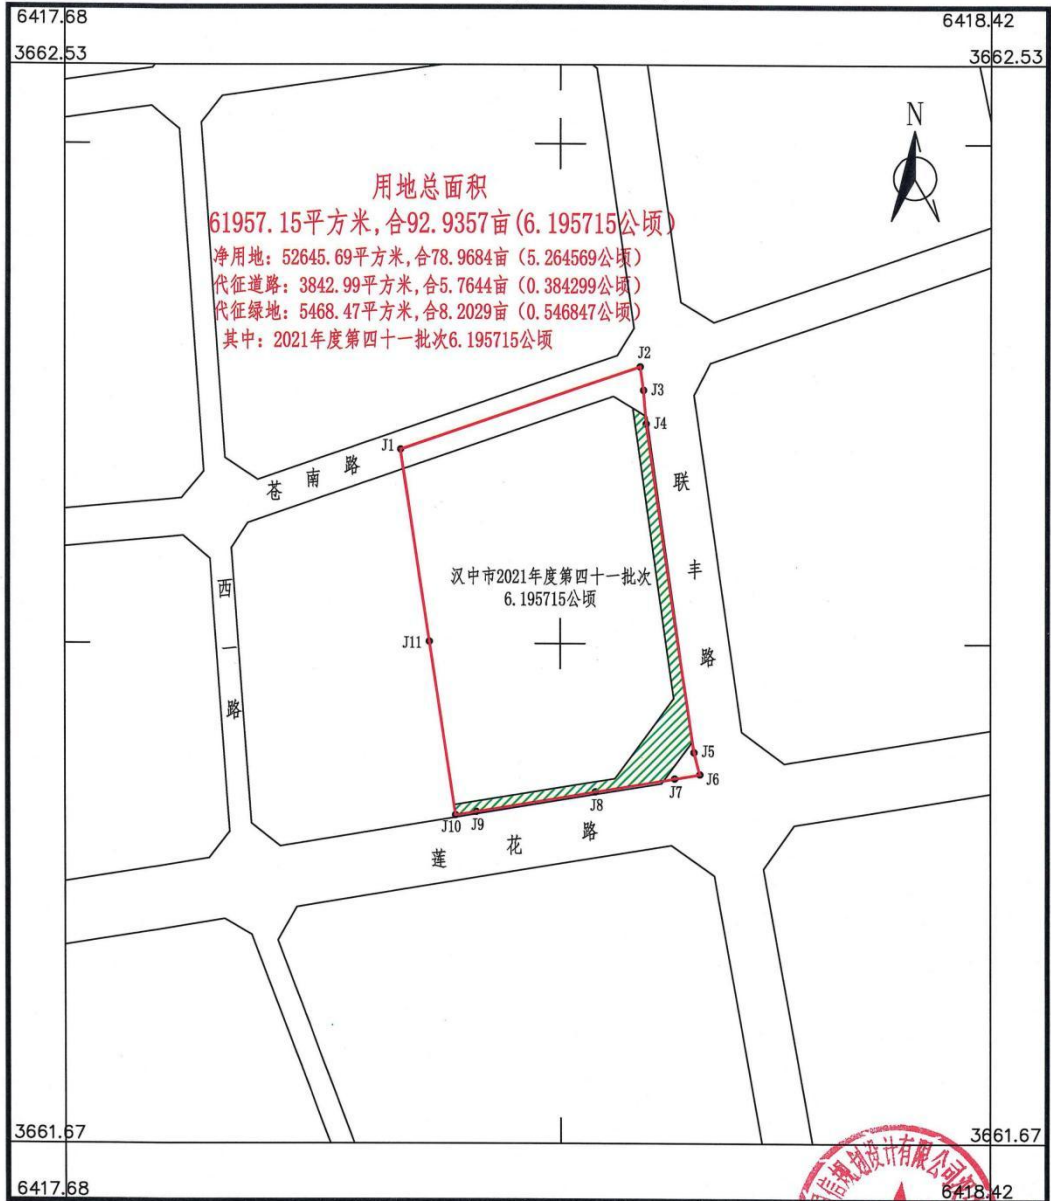 6417.68
6418.42
3662.53
3662.53
N
用地总面积
61957.15平方米,合92.9357亩(6.195715公顷)
净用地: 52645.69平方米,合78.9684亩 (5.264569公顷)
代征道路: 3842.99平方米,合5.7644亩 (0.384299公顷)
代征绿地: 5468.47平方米,合8.2029亩 (0.546847公顷)
其中: 2021年度第四十一批次6.195715公顷
J2
J3
J4
J1
苍南路
联丰路
汉中市2021年度第四十一批次
6.195715公顷
西一路
J11
J5
J6
J7
J8
J9
J10
莲花路
3661.67
3661.67
规划设计有限公司
6417.68
6418.42